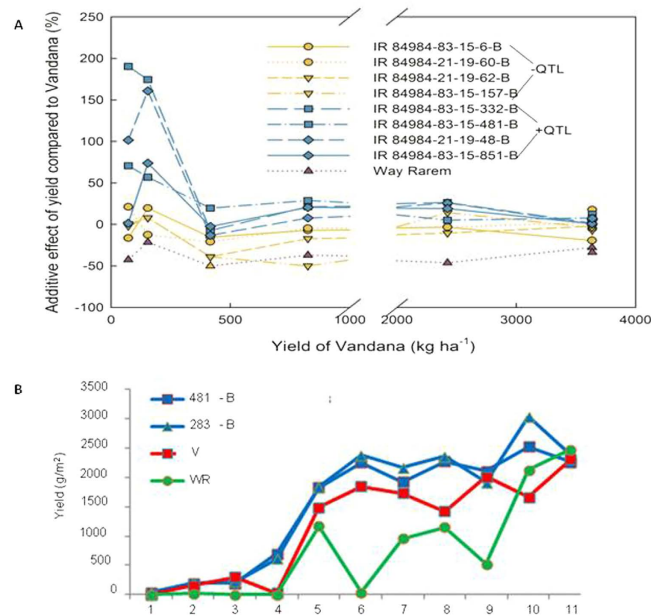 A
Additive effect of yield compared to Vandana (%)
250
200
150
100
50
0
-50
-100
IR 84984-83-15-6-B
IR 84984-21-19-60-B
IR 84984-21-19-62-B
IR 84984-83-15-157-B
IR 84984-83-15-332-B
IR 84984-83-15-481-B
IR 84984-21-19-48-B
IR 84984-83-15-851-B
Way Rarem
-QTL
+QTL
0 500 1000 2000 3000 4000
Yield of Vandana (kg ha⁻¹)
B
Yield (g/m²)
3500
3000
2500
2000
1500
1000
500
0
481 - B
283 - B
V
WR
1 2 3 4 5 6 7 8 9 10 11